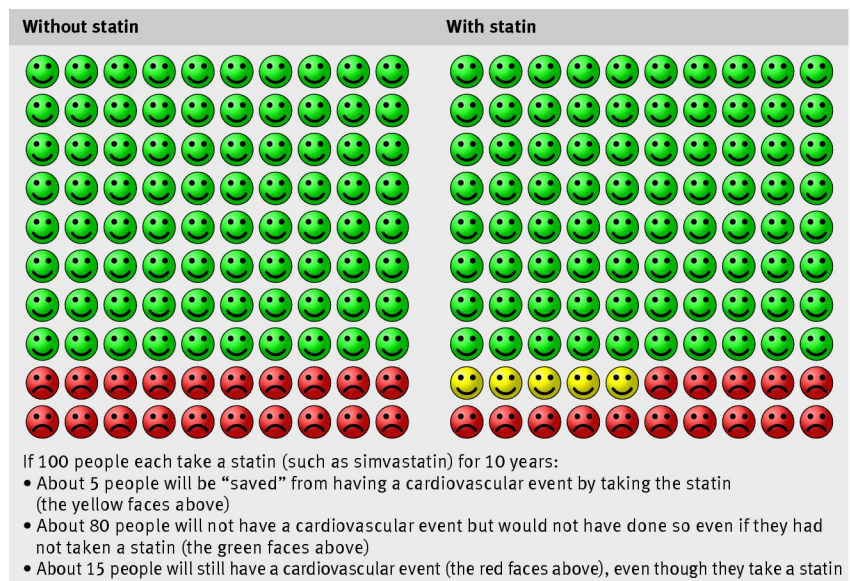 Without statin
With statin
If 100 people each take a statin (such as simvastatin) for 10 years:
• About 5 people will be “saved” from having a cardiovascular event by taking the statin
(the yellow faces above)
• About 80 people will not have a cardiovascular event but would not have done so even if they had
not taken a statin (the green faces above)
• About 15 people will still have a cardiovascular event (the red faces above), even though they take a statin